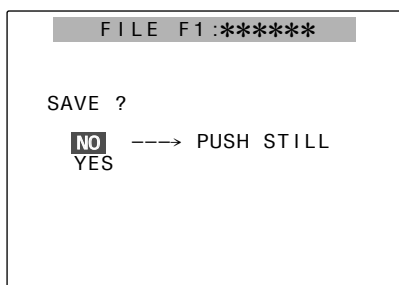 FILE F1:******
SAVE ?
NO ---→ PUSH STILL
YES